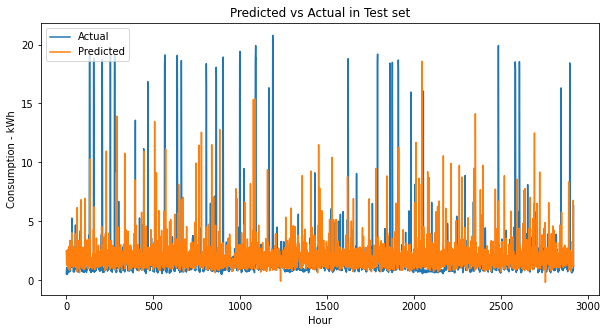 Predicted vs Actual in Test set
Actual
Predicted
Consumption - kWh
20
15
10
5
0
0 500 1000 1500 2000 2500 3000
Hour